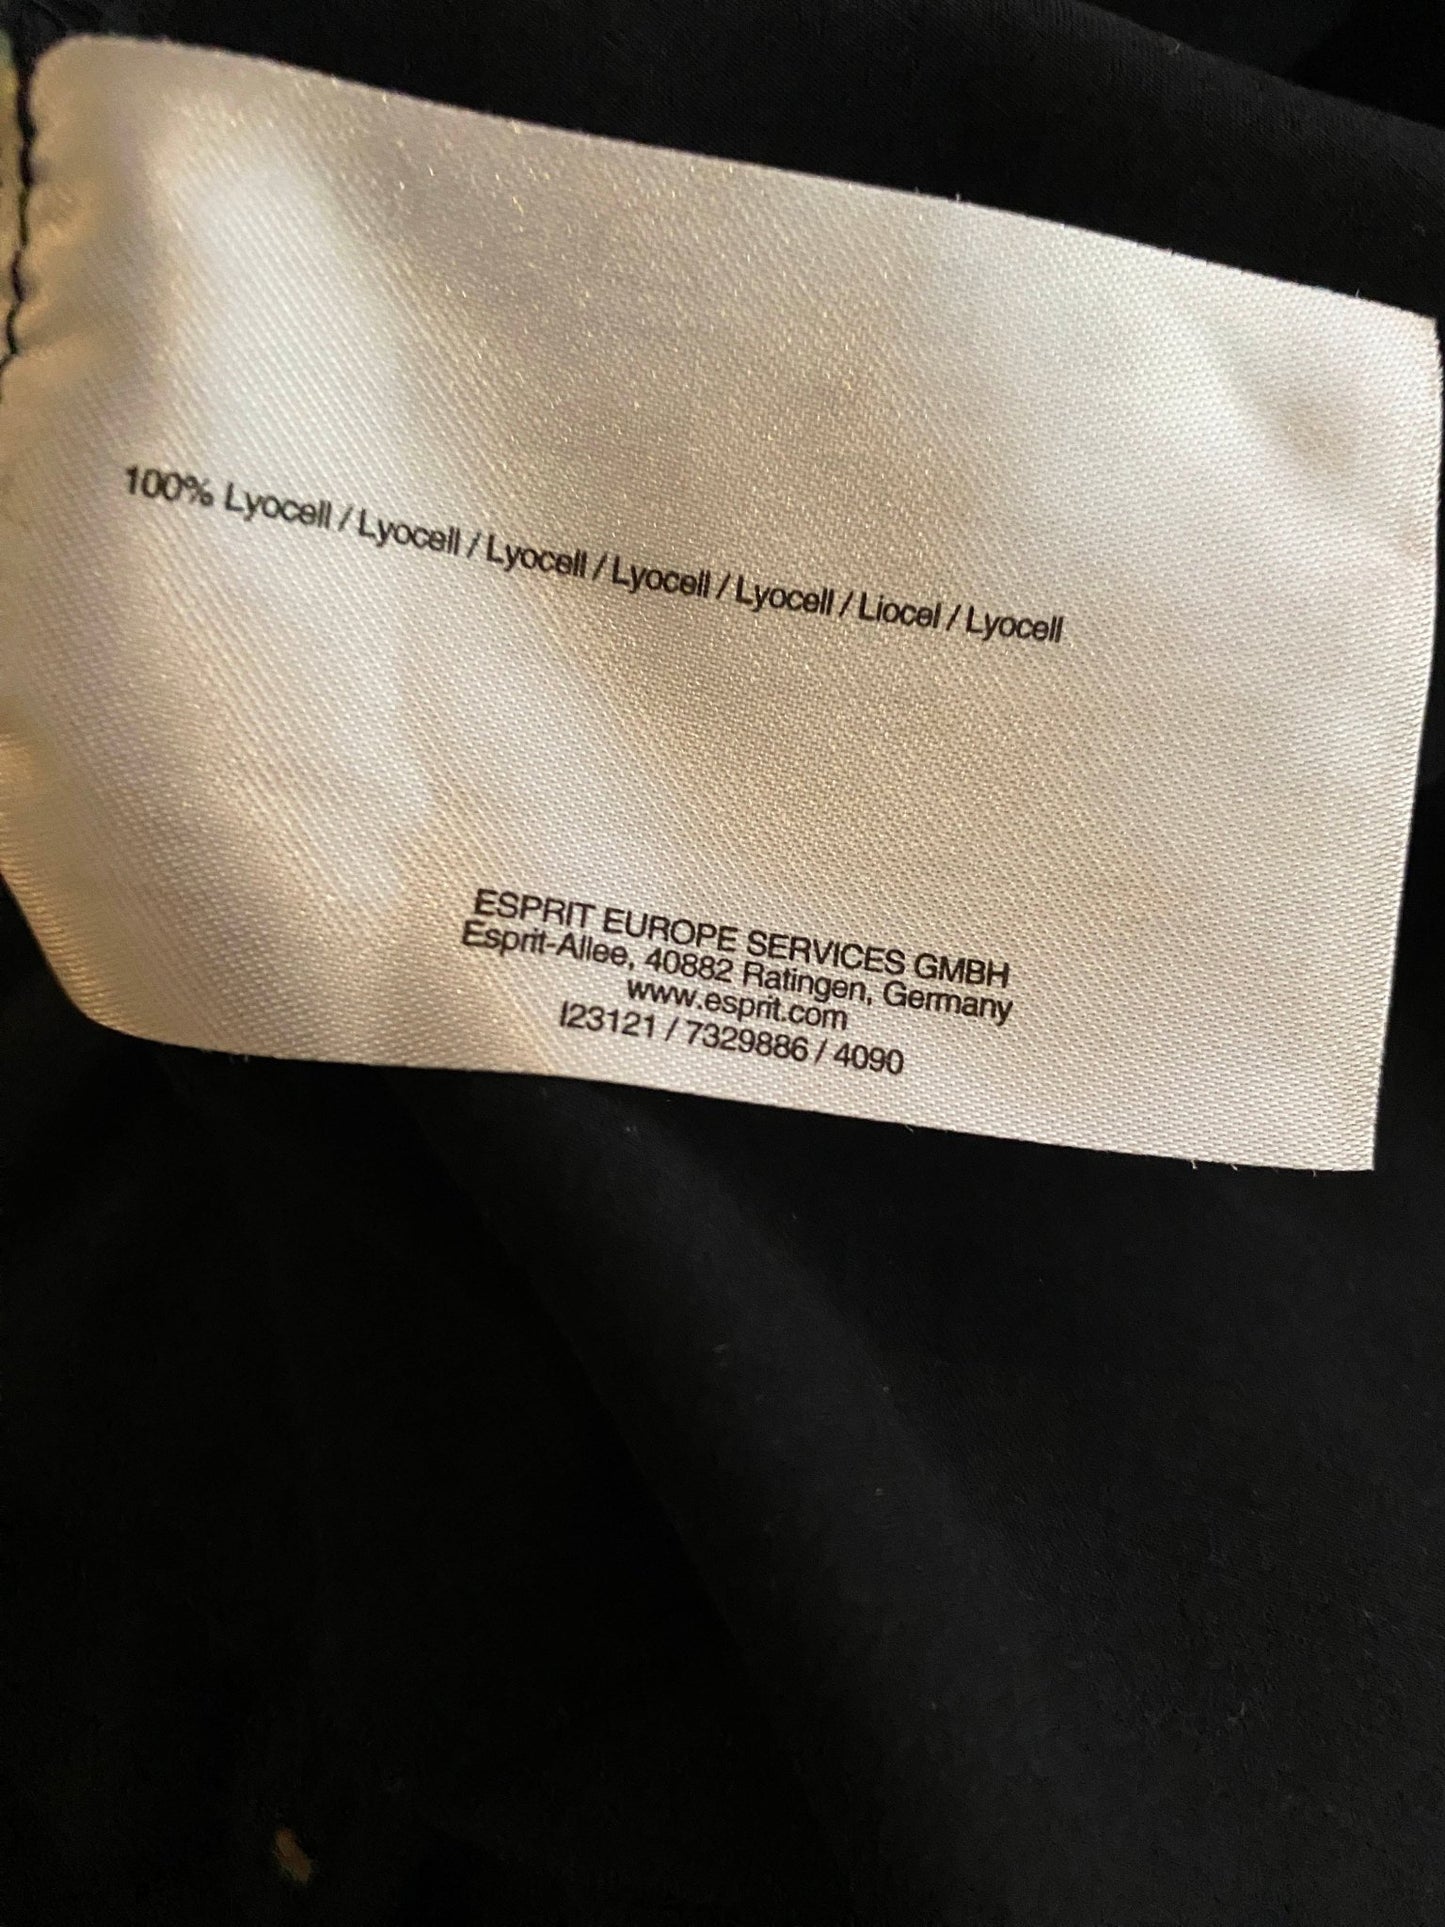 100% Lyocell / Lyocell / Lyocell / Lyocell / Lyocell / Liocel / Lyocell
ESPRIT EUROPE SERVICES GMBH
Esprit-Allee, 40882 Ratingen, Germany
www.esprit.com
I23121 / 7329886 / 4090